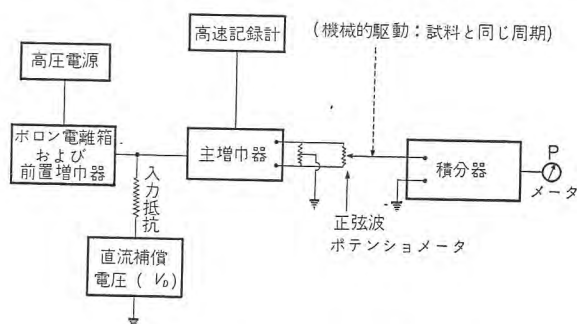 高圧電源
高速記録計
(機械的駆動:試料と同じ周期)
ボロン電離箱
および
前置増巾器
主増巾器
積分器
P
メータ
入力抵抗
正弦波
ポテンショメータ
直流補償
電圧 ( V_D )